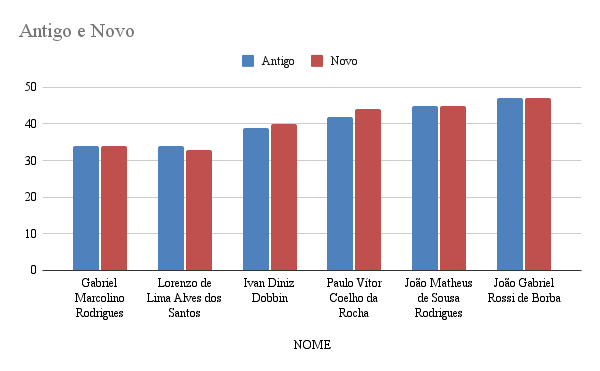 Antigo e Novo
Antigo
Novo
50
40
30
20
10
0
Gabriel
Marcolino
Rodrigues
Lorenzo de
Lima Alves dos
Santos
Ivan Diniz
Dobbin
Paulo Vitor
Coelho da
Rocha
João Matheus
de Sousa
Rodrigues
João Gabriel
Rossi de Borba
NOME